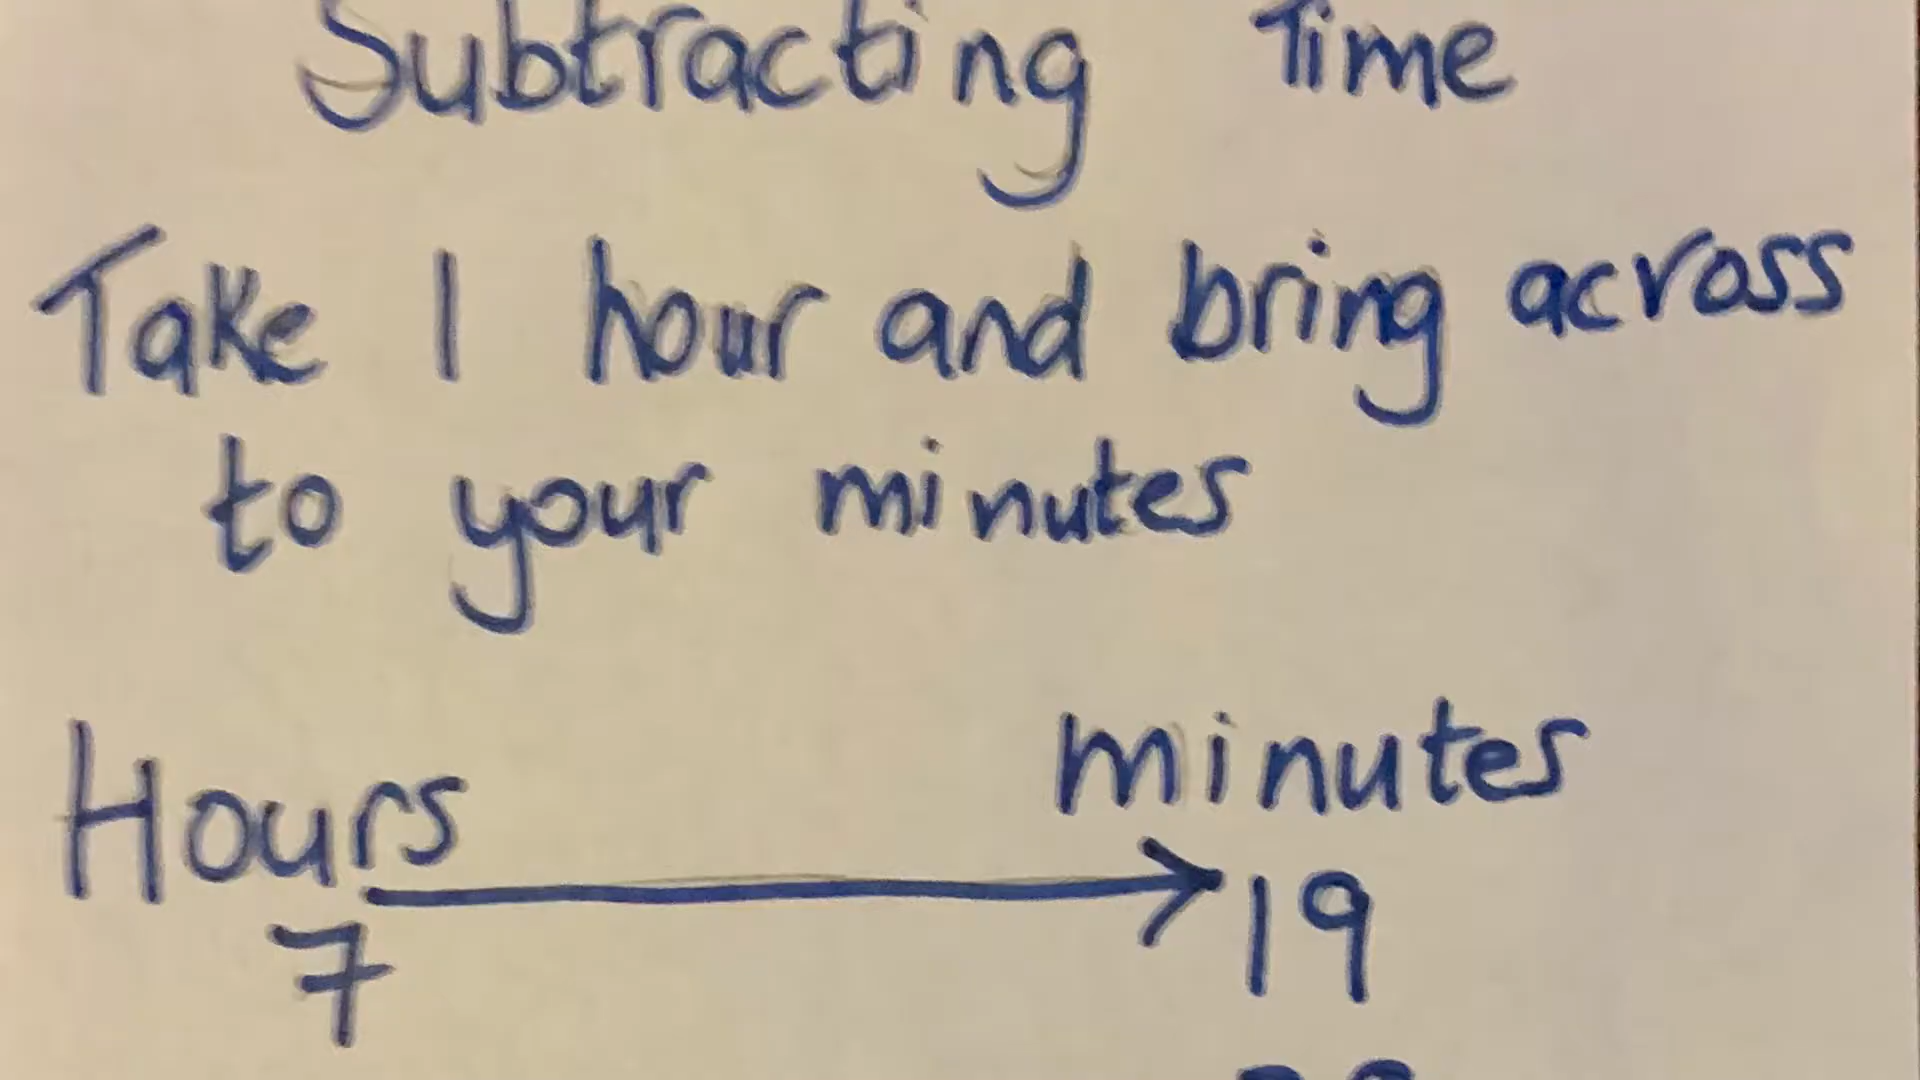 Subtracting Time
Take 1 hour and bring across
to your minutes
Hours minutes
7 19